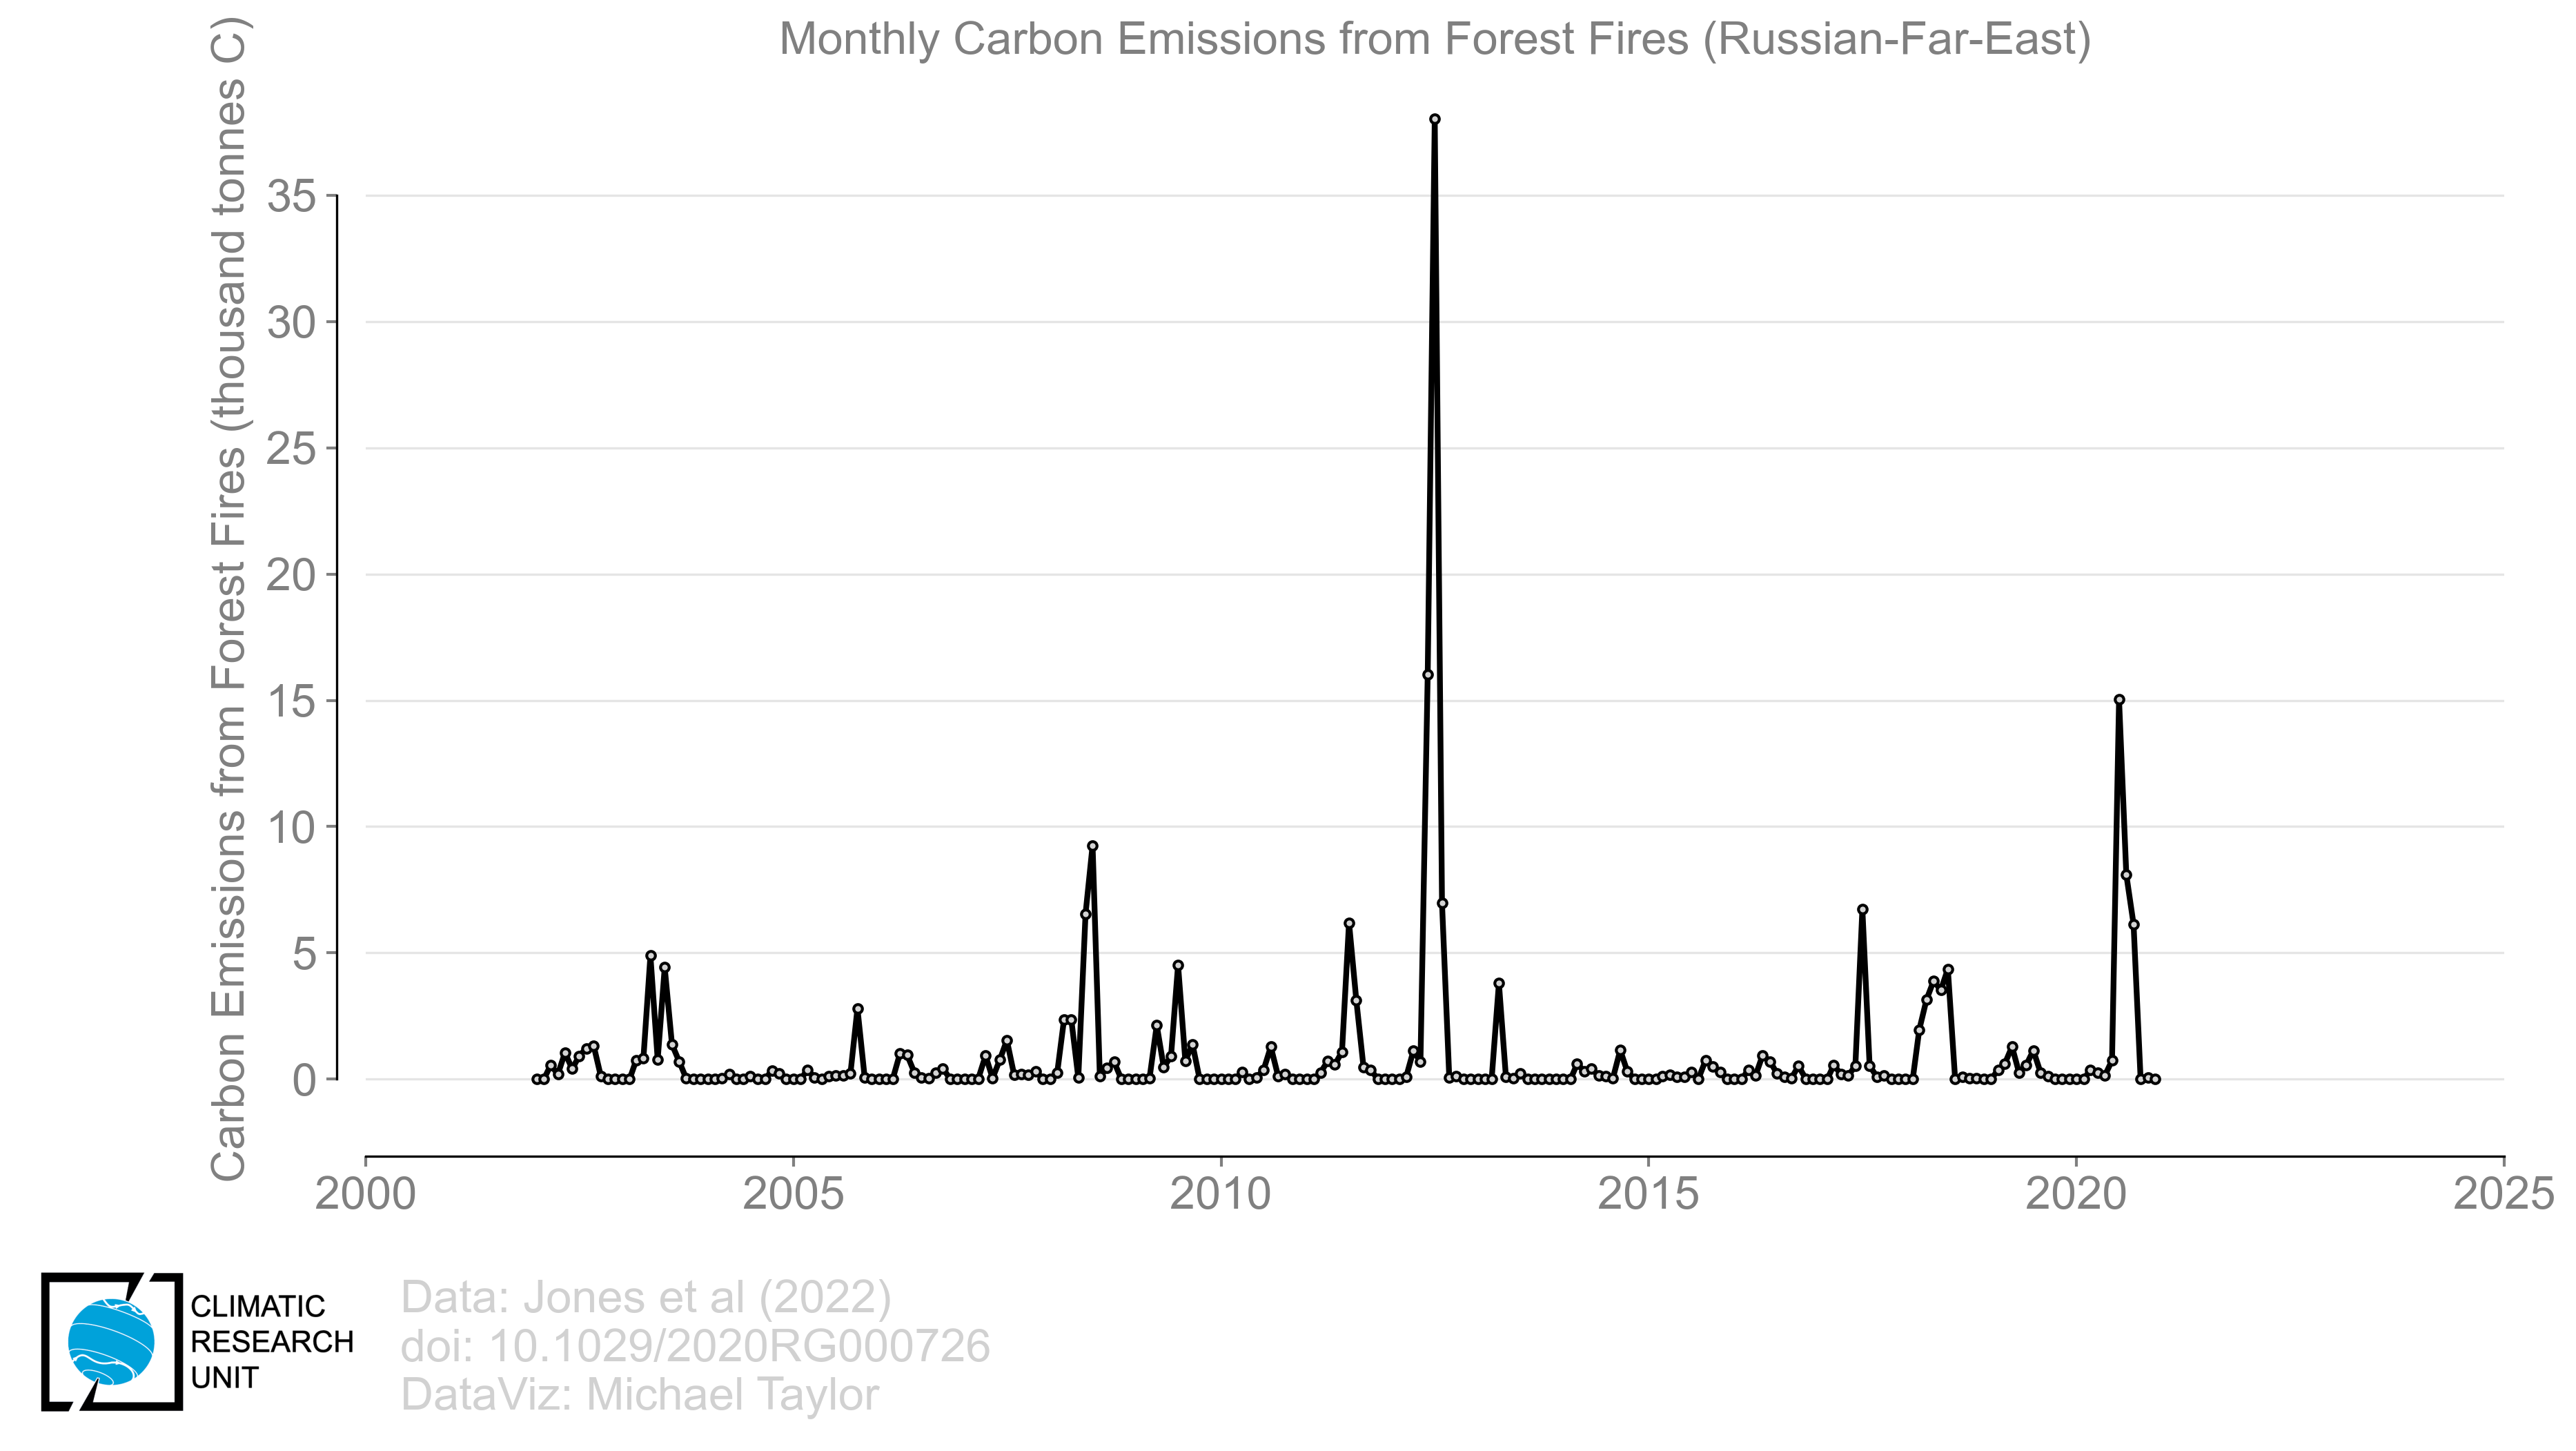 Monthly Carbon Emissions from Forest Fires (Russian-Far-East)
Carbon Emissions from Forest Fires (thousand tonnes C)
35
30
25
20
15
10
5
0
2000
2005
2010
2015
2020
2025
CLIMATIC
RESEARCH
UNIT
Data: Jones et al (2022)
doi: 10.1029/2020RG000726
DataViz: Michael Taylor